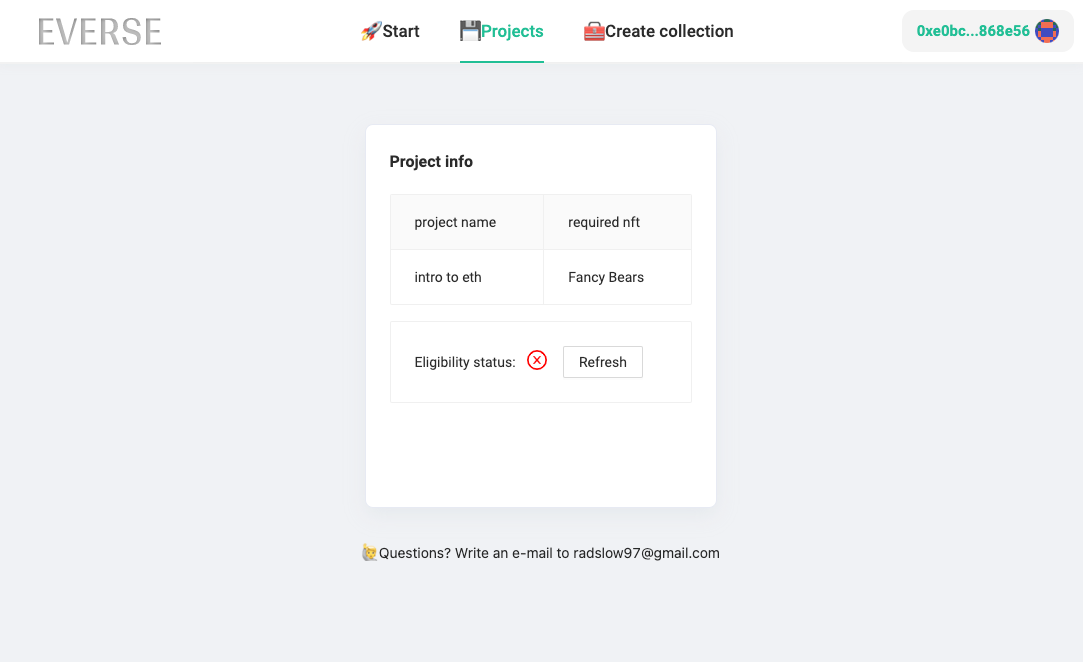 EVERSE
🚀Start
💾Projects
🧰Create collection
0xe0bc...868e56
Project info
project name required nft
intro to eth Fancy Bears
Eligibility status: Refresh
🙋Questions? Write an e-mail to radslow97@gmail.com